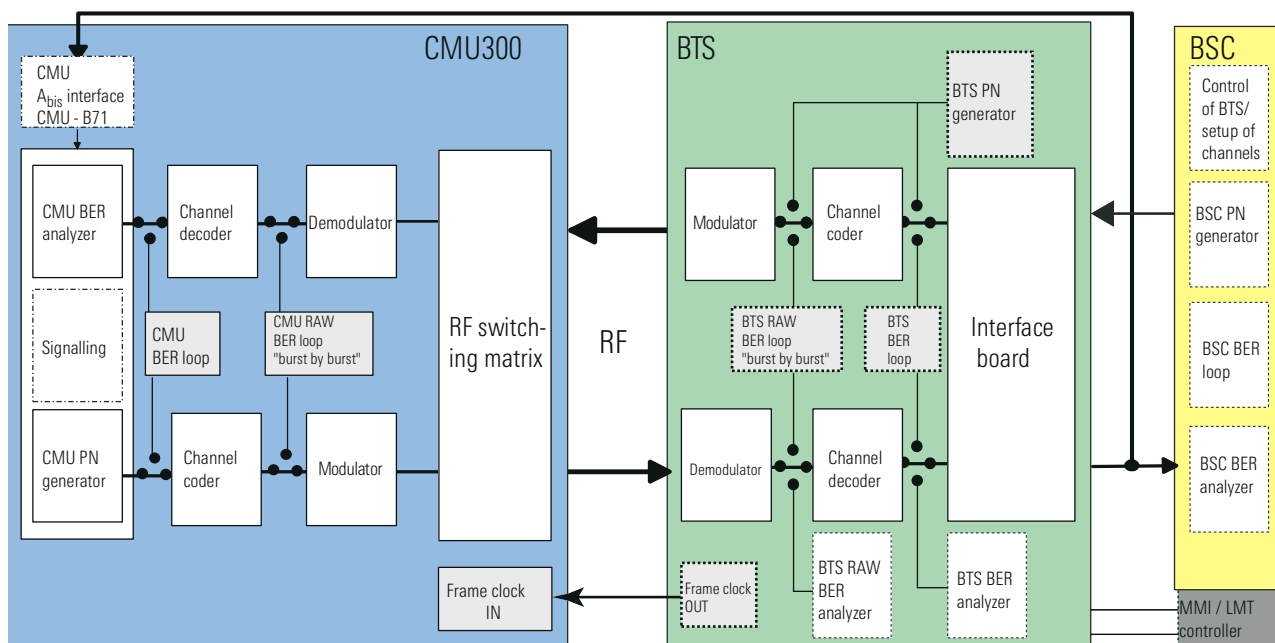 CMU300
CMU
Abis interface
CMU - B71
CMU BER
analyzer
Channel
decoder
Demodulator
Signalling
CMU
BER loop
CMU RAW
BER loop
"burst by burst"
RF switch-
ing matrix
CMU PN
generator
Channel
coder
Modulator
Frame clock
IN
RF
BTS
BTS PN
generator
Modulator
Channel
coder
Interface
board
BTS RAW
BER loop
"burst by burst"
BTS
BER
loop
Demodulator
Channel
decoder
Frame clock
OUT
BTS RAW
BER
analyzer
BTS BER
analyzer
BSC
Control
of BTS/
setup of
channels
BSC PN
generator
BSC BER
loop
BSC BER
analyzer
MMI / LMT
controller